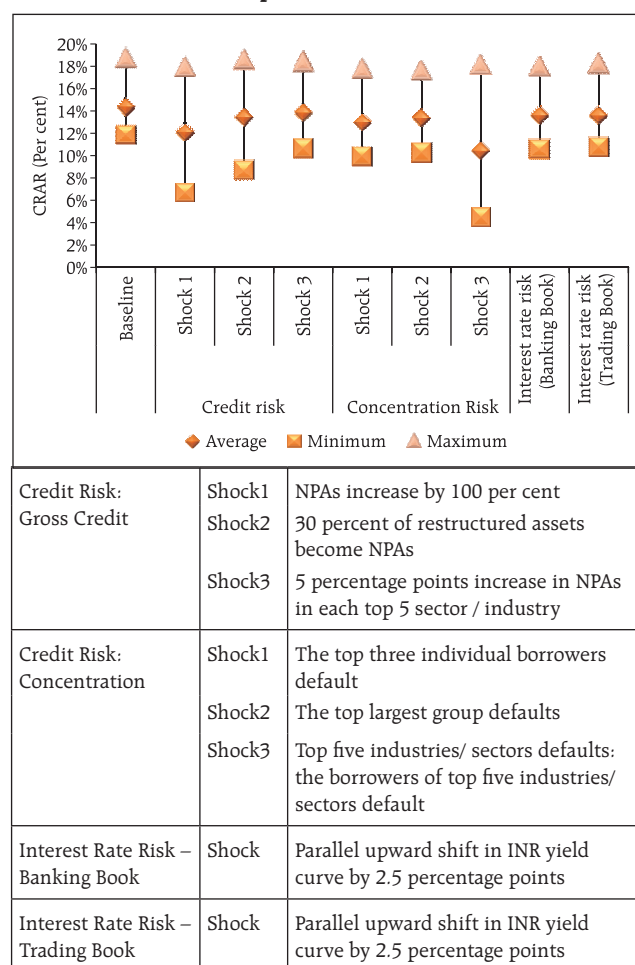 20%
18%
16%
14%
12%
10%
8%
6%
4%
2%
0%
CRAR (Per cent)
Baseline
Shock 1
Shock 2
Shock 3
Shock 1
Shock 2
Shock 3
Interest rate risk
(Banking Book)
Interest rate risk
(Trading Book)
Credit risk
Concentration Risk
Average
Minimum
Maximum
Credit Risk:
Gross Credit
Shock1
NPAs increase by 100 per cent
Shock2
30 percent of restructured assets
become NPAs
Shock3
5 percentage points increase in NPAs
in each top 5 sector / industry
Credit Risk:
Concentration
Shock1
The top three individual borrowers
default
Shock2
The top largest group defaults
Shock3
Top five industries/ sectors defaults:
the borrowers of top five industries/
sectors default
Interest Rate Risk –
Banking Book
Shock
Parallel upward shift in INR yield
curve by 2.5 percentage points
Interest Rate Risk –
Trading Book
Shock
Parallel upward shift in INR yield
curve by 2.5 percentage points